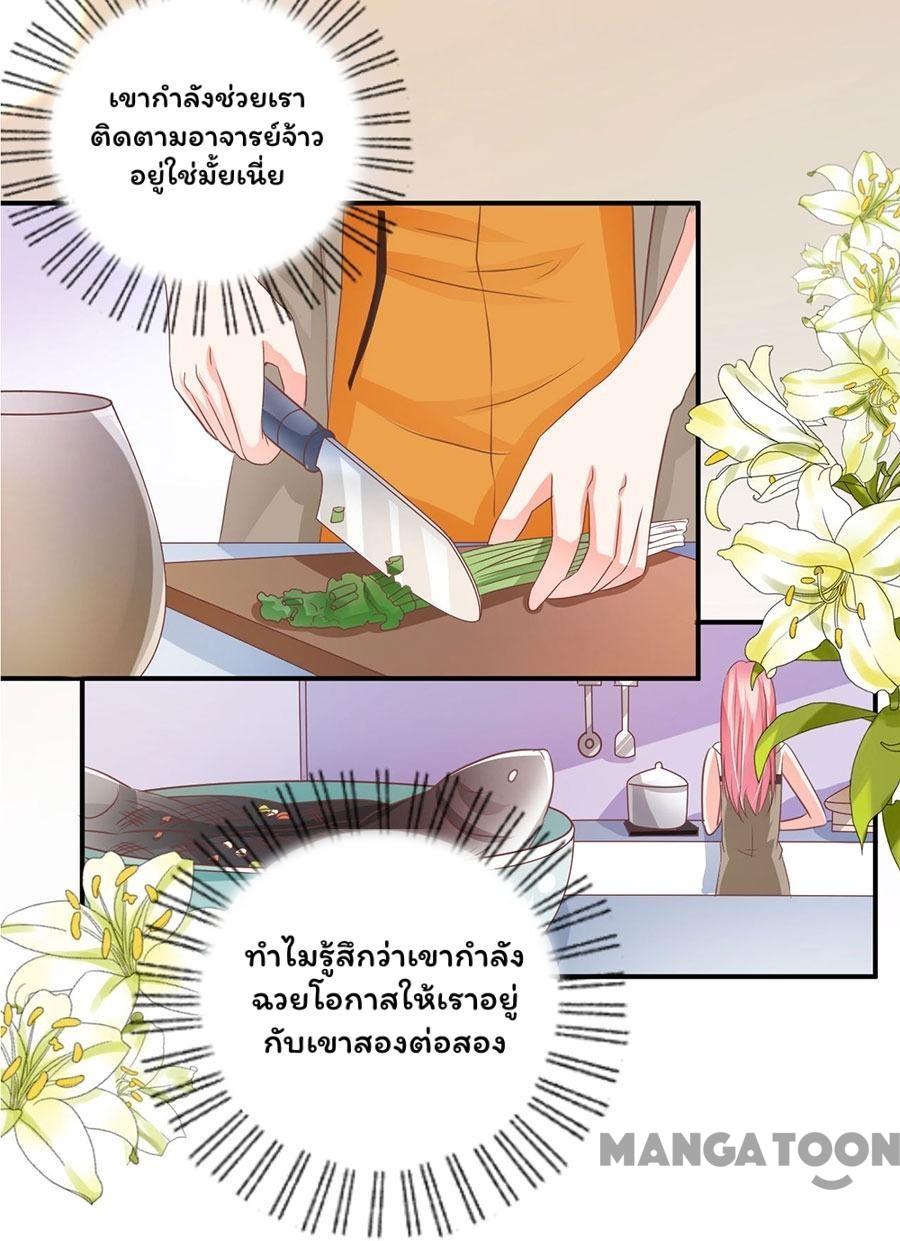 เขากำลังช่วยเรา
ติดตามอาจารย์จ้าว
อยู่ใช่มั้ยเนี่ย
ทำไมรู้สึกว่าเขากำลัง
ฉวยโอกาสให้เราอยู่
กับเขาสองต่อสอง
MANGATOON